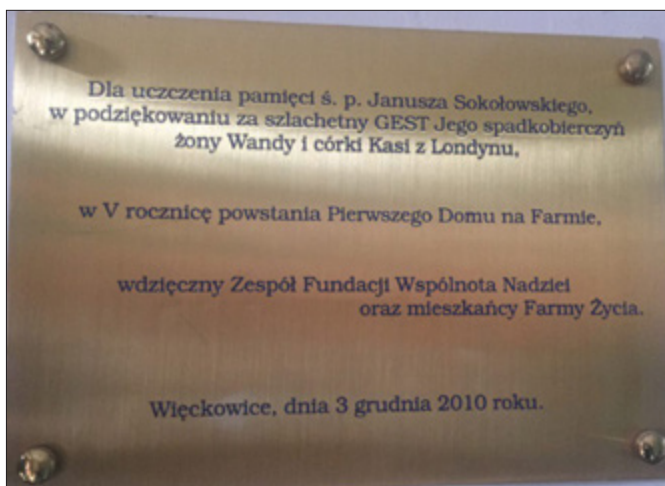 Dla uczczenia pamięci ś. p. Janusza Sokołowskiego,
w podziękowaniu za szlachetny GEST Jego spadkobierczyń
żony Wandy i córki Kasi z Londynu,
w V rocznicę powstania Pierwszego Domu na Farmie,
wdzięczny Zespół Fundacji Wspólnota Nadziei
oraz mieszkańcy Farmy Życia.
Więckowice, dnia 3 grudnia 2010 roku.